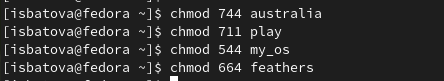 [isbatova@fedora ~]$ chmod 744 australia
[isbatova@fedora ~]$ chmod 711 play
[isbatova@fedora ~]$ chmod 544 my_os
[isbatova@fedora ~]$ chmod 664 feathers